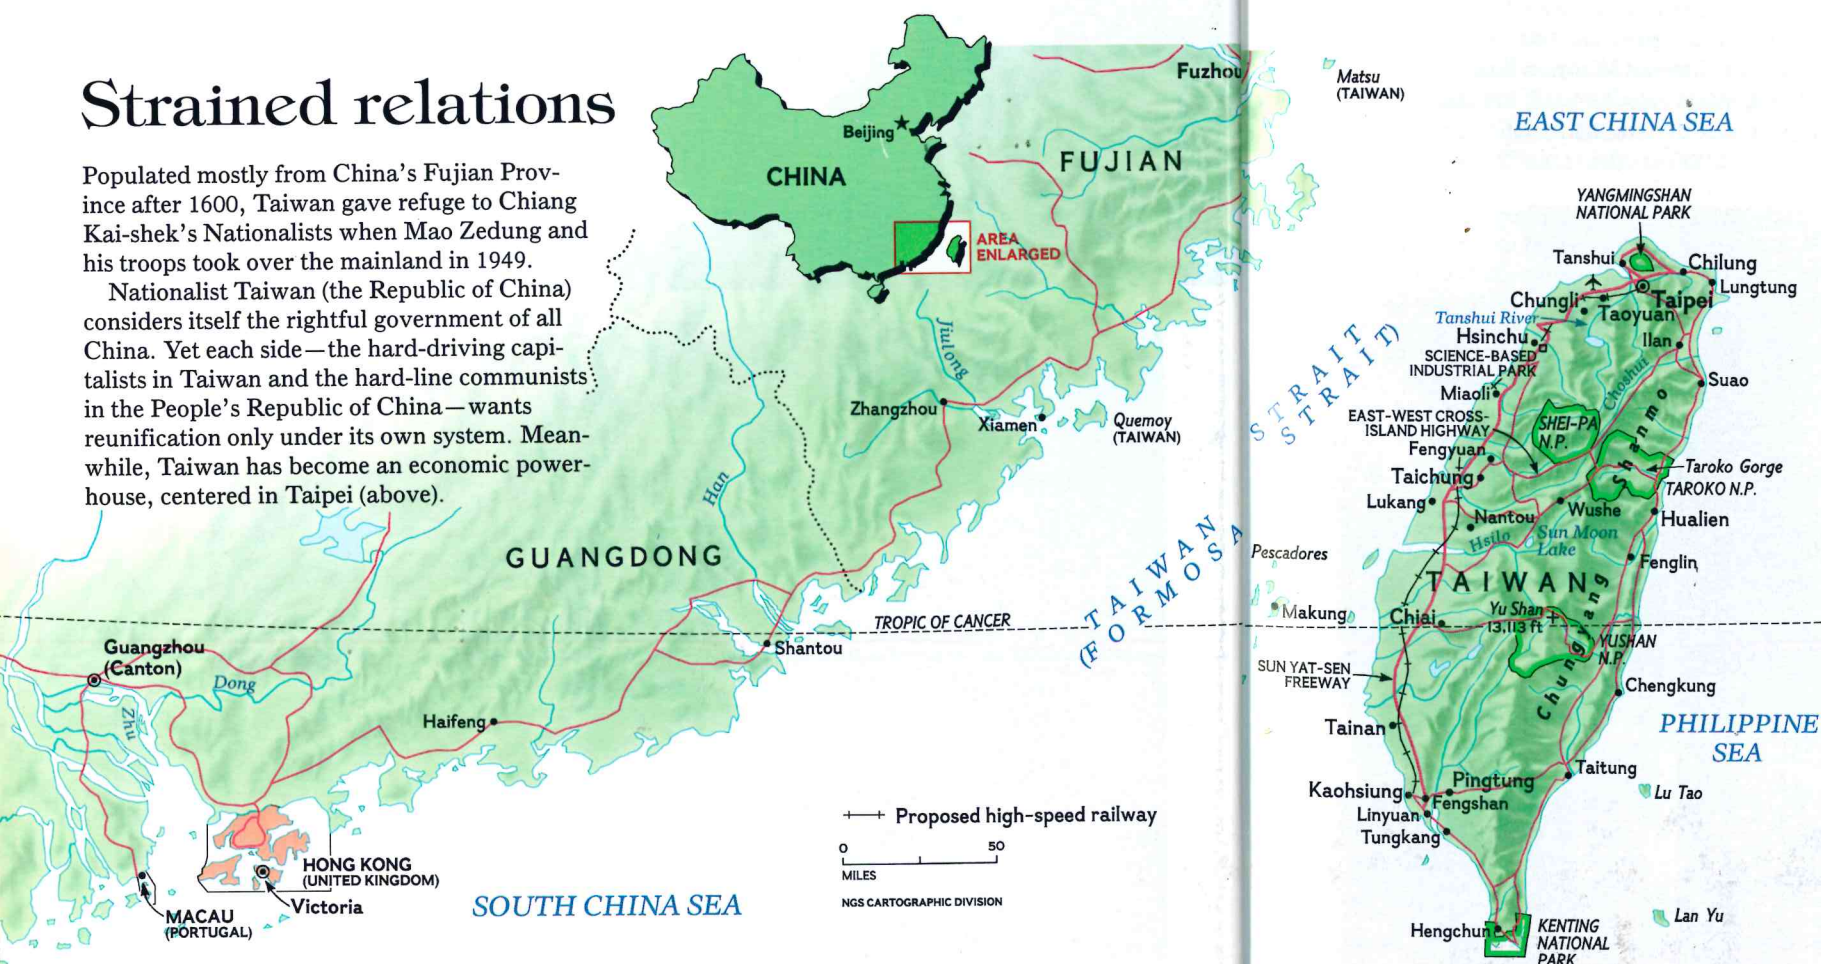 Strained relations
Populated mostly from China's Fujian Prov-
ince after 1600, Taiwan gave refuge to Chiang
Kai-shek's Nationalists when Mao Zedung and
his troops took over the mainland in 1949.
Nationalist Taiwan (the Republic of China)
considers itself the rightful government of all
China. Yet each side—the hard-driving capi-
talists in Taiwan and the hard-line communists
in the People's Republic of China—wants
reunification only under its own system. Mean-
while, Taiwan has become an economic power-
house, centered in Taipei (above).
Beijing
CHINA
AREA
ENLARGED
Fuzhou
FUJIAN
Matsu
(TAIWAN)
EAST CHINA SEA
Jiulong
Zhangzhou
Xiamen
Quemoy
(TAIWAN)
Han
GUANGDONG
TAIWAN STRAIT
(FORMOSA STRAIT)
TROPIC OF CANCER
Guangzhou
(Canton)
Dong
Zhu
Shantou
Haifeng
HONG KONG
(UNITED KINGDOM)
Victoria
MACAU
(PORTUGAL)
SOUTH CHINA SEA
Proposed high-speed railway
0 50
MILES
NGS CARTOGRAPHIC DIVISION
YANGMINGSHAN
NATIONAL PARK
Tanshui
Chilung
Lungtung
Chungli
Taipei
Taoyuan
Tanshui River
Hsinchu
Ilan
SCIENCE-BASED
INDUSTRIAL PARK
Choshui
Suao
Miaoli
EAST-WEST CROSS-
ISLAND HIGHWAY
SHEI-PA
N.P.
Fengyuan
Shanmo
Taroko Gorge
TAROKO N.P.
Taichung
Lukang
Wushe
Nantou
Hualien
Hsilo
Sun Moon
Lake
Pescadores
Fenglin
TAIWAN
Makung
Chiai
Yu Shan
13,113 ft
YUSHAN
N.P.
Chungyang
SUN YAT-SEN
FREEWAY
Chengkung
Tainan
PHILIPPINE
SEA
Taitung
Pingtung
Kaohsiung
Fengshan
Lu Tao
Linyuan
Tungkang
Lan Yu
Hengchun
KENTING
NATIONAL
PARK